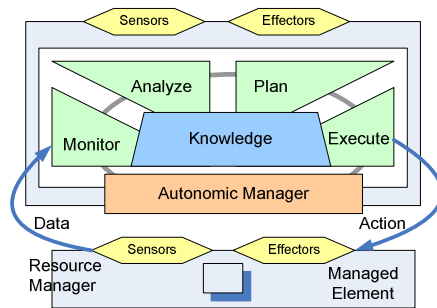 Sensors
Effectors
Analyze
Plan
Monitor
Knowledge
Execute
Autonomic Manager
Data
Action
Sensors
Effectors
Resource
Manager
Managed
Element